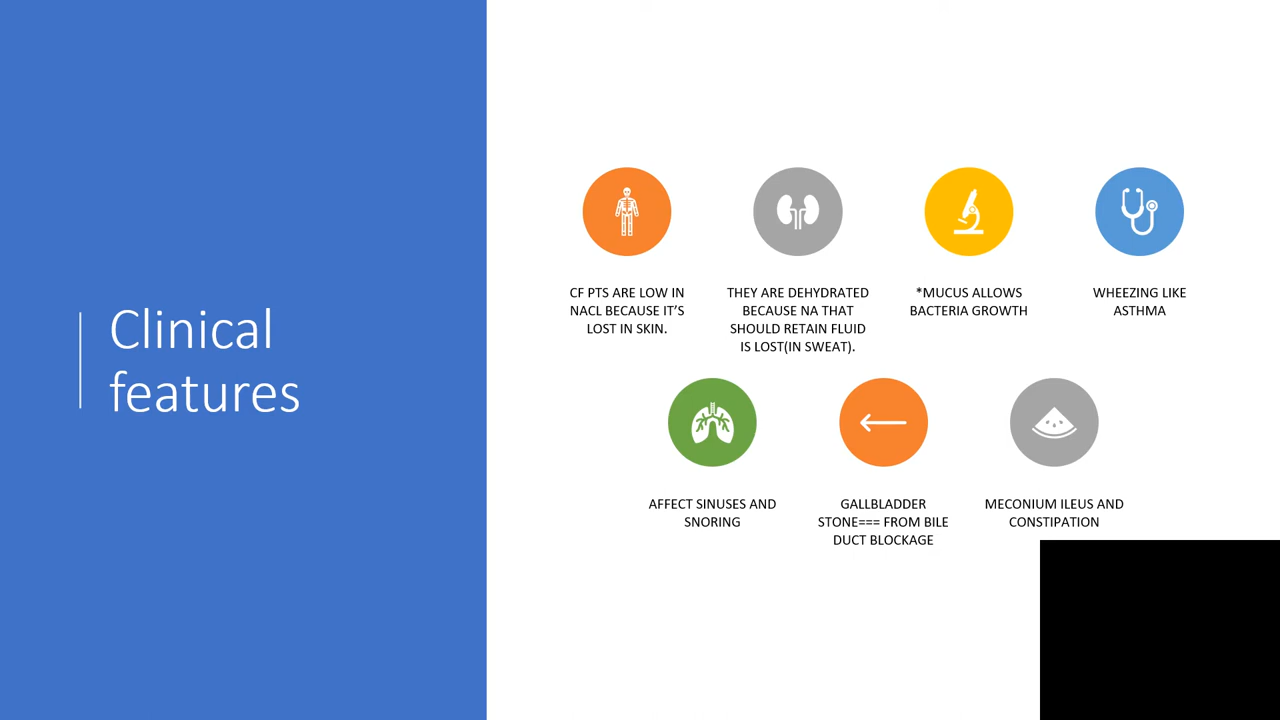 Clinical
features
CF PTS ARE LOW IN
NACL BECAUSE IT'S
LOST IN SKIN.
THEY ARE DEHYDRATED
BECAUSE NA THAT
SHOULD RETAIN FLUID
IS LOST(IN SWEAT).
*MUCUS ALLOWS
BACTERIA GROWTH
WHEEZING LIKE
ASTHMA
AFFECT SINUSES AND
SNORING
GALLBLADDER
STONE=== FROM BILE
DUCT BLOCKAGE
MECONIUM ILEUS AND
CONSTIPATION